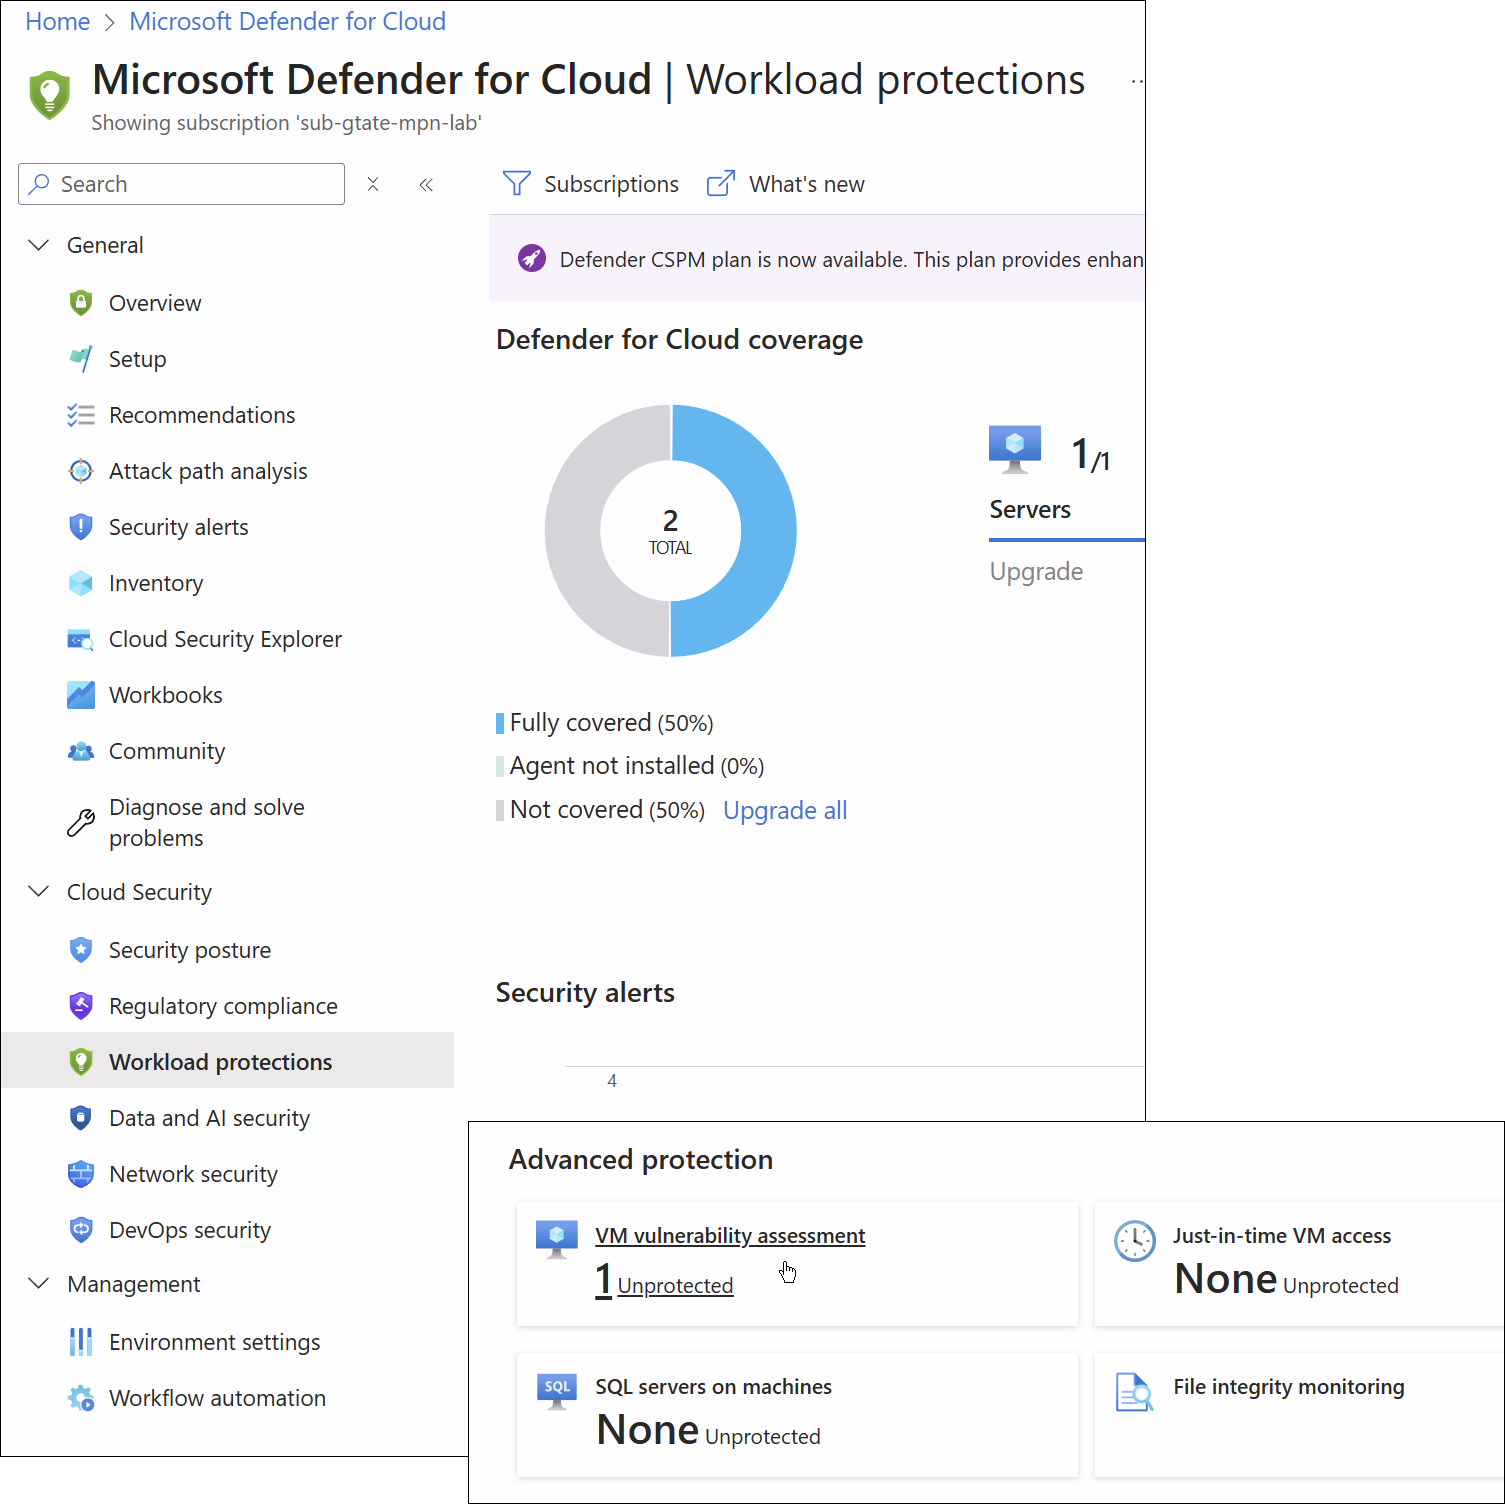 Home > Microsoft Defender for Cloud
Microsoft Defender for Cloud | Workload protections
Showing subscription 'sub-gtate-mpn-lab'
Search
Subscriptions
What's new
General
Overview
Setup
Recommendations
Attack path analysis
Security alerts
Inventory
Cloud Security Explorer
Workbooks
Community
Diagnose and solve
problems
Cloud Security
Security posture
Regulatory compliance
Workload protections
Data and AI security
Network security
DevOps security
Management
Environment settings
Workflow automation
Defender CSPM plan is now available. This plan provides enhan
Defender for Cloud coverage
2
TOTAL
1/1
Servers
Upgrade
Fully covered (50%)
Agent not installed (0%)
Not covered (50%) Upgrade all
Security alerts
4
Advanced protection
VM vulnerability assessment
1 Unprotected
Just-in-time VM access
None Unprotected
SQL
SQL servers on machines
None Unprotected
File integrity monitoring